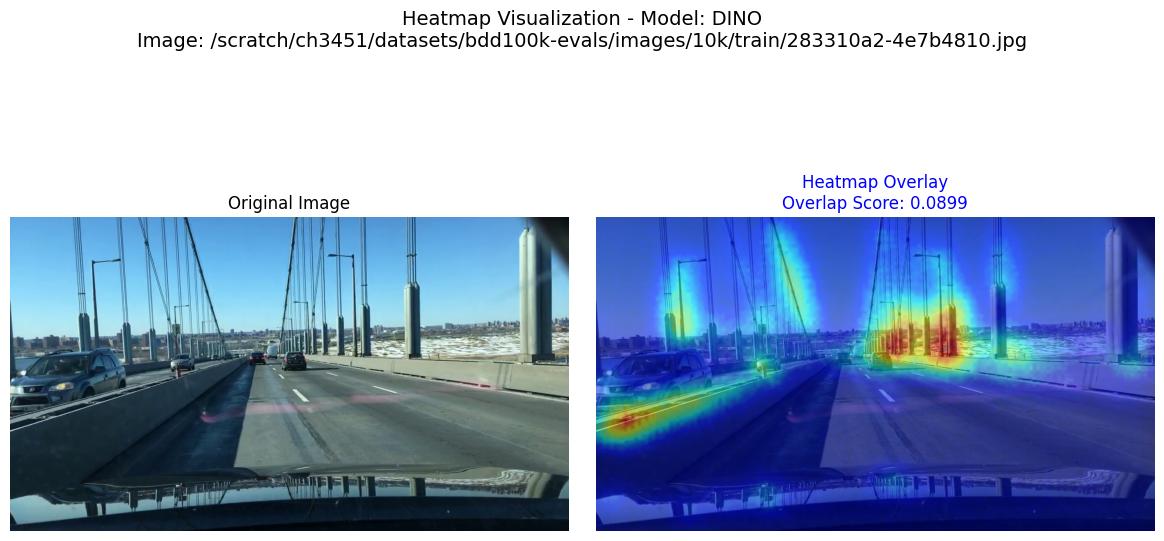 Heatmap Visualization - Model: DINO
Image: /scratch/ch3451/datasets/bdd100k-evals/images/10k/train/283310a2-4e7b4810.jpg
Original Image
Heatmap Overlay
Overlap Score: 0.0899